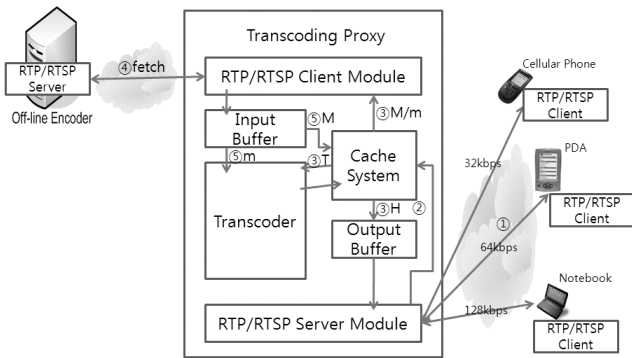 Transcoding Proxy
RTP/RTSP
Server
Off-line Encoder
④fetch
RTP/RTSP Client Module
Input
Buffer
⑤M
③M/m
⑤m
③T
Cache
System
Transcoder
③H
②
Output
Buffer
RTP/RTSP Server Module
Cellular Phone
RTP/RTSP
Client
32kbps
PDA
RTP/RTSP
Client
①
64kbps
Notebook
128kbps
RTP/RTSP
Client